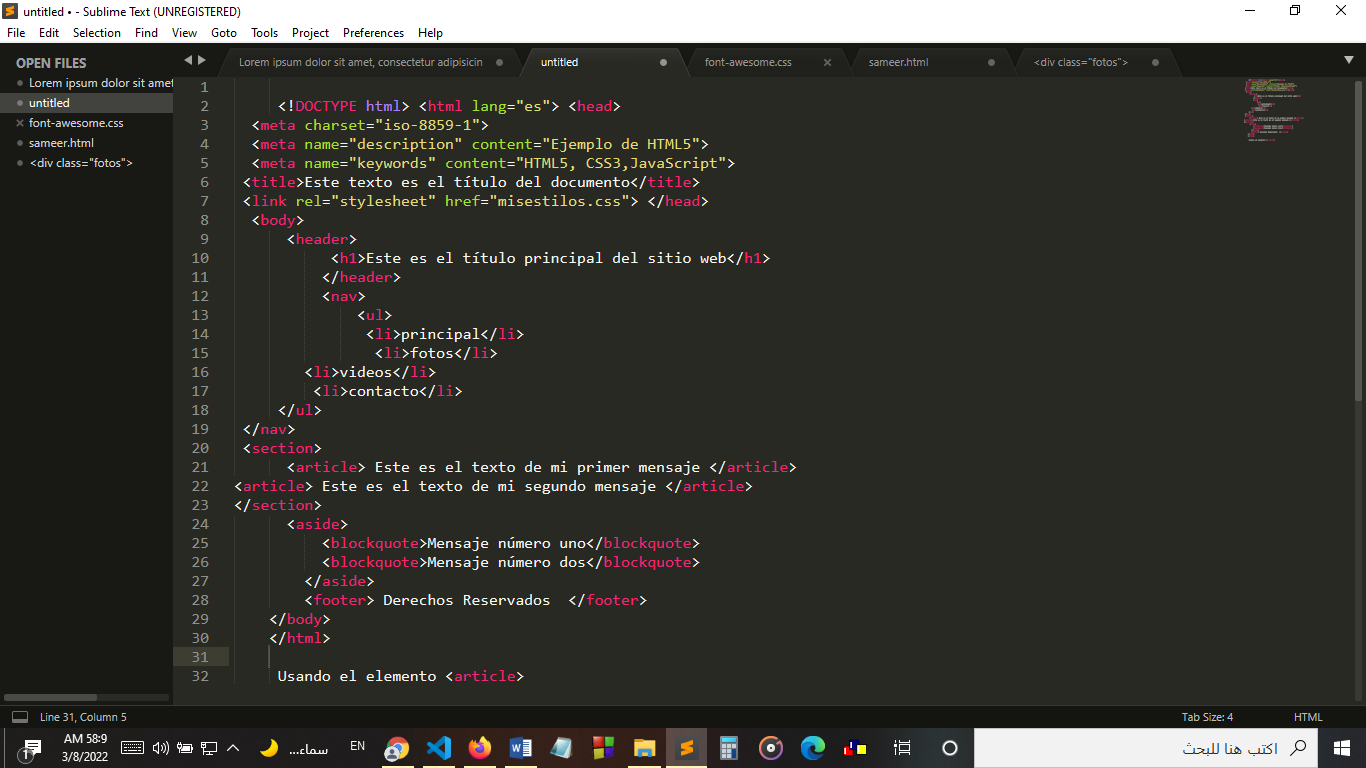 untitled • - Sublime Text (UNREGISTERED)
File Edit Selection Find View Goto Tools Project Preferences Help
OPEN FILES
Lorem ipsum dolor sit amet
untitled
font-awesome.css
sameer.html
<div class="fotos">
Lorem ipsum dolor sit amet, consectetur adipisicin
untitled
font-awesome.css
sameer.html
<div class="fotos">
1
2 <!DOCTYPE html> <html lang="es"> <head>
3 <meta charset="iso-8859-1">
4 <meta name="description" content="Ejemplo de HTML5">
5 <meta name="keywords" content="HTML5, CSS3,JavaScript">
6 <title>Este texto es el título del documento</title>
7 <link rel="stylesheet" href="misestilos.css"> </head>
8 <body>
9 <header>
10 <h1>Este es el título principal del sitio web</h1>
11 </header>
12 <nav>
13 <ul>
14 <li>principal</li>
15 <li>fotos</li>
16 <li>videos</li>
17 <li>contacto</li>
18 </ul>
19 </nav>
20 <section>
21 <article> Este es el texto de mi primer mensaje </article>
22 <article> Este es el texto de mi segundo mensaje </article>
23 </section>
24 <aside>
25 <blockquote>Mensaje número uno</blockquote>
26 <blockquote>Mensaje número dos</blockquote>
27 </aside>
28 <footer> Derechos Reservados  </footer>
29 </body>
30 </html>
31
32 Usando el elemento <article>
Line 31, Column 5
Tab Size: 4
HTML
1
AM 58:9
3/8/2022
سماء...
EN
اكتب هنا للبحث